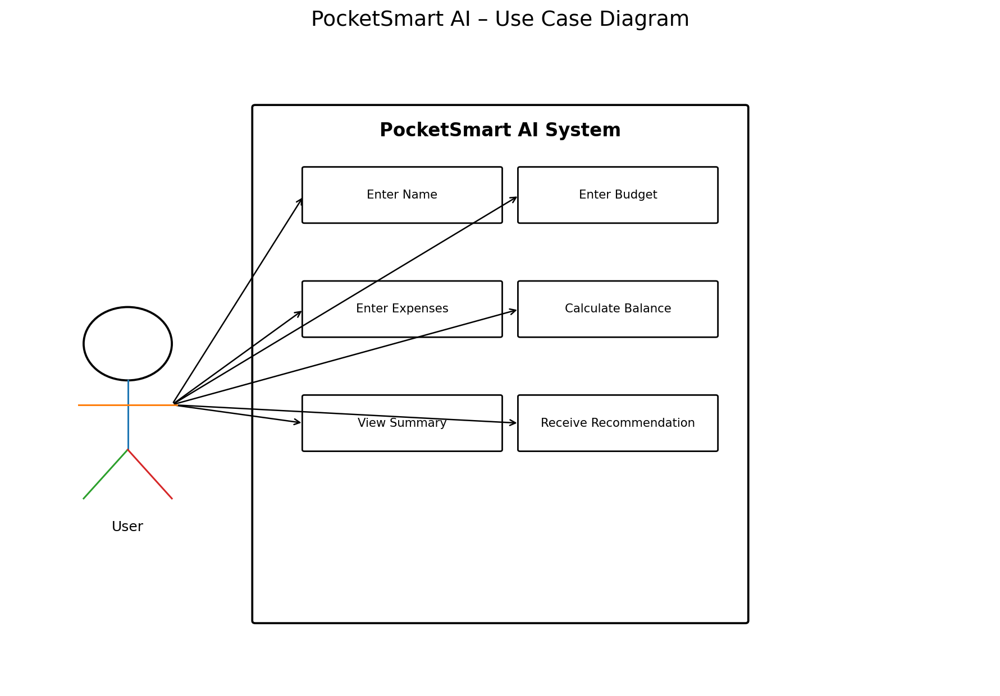 PocketSmart AI – Use Case Diagram
PocketSmart AI System
Enter Name
Enter Budget
Enter Expenses
Calculate Balance
View Summary
Receive Recommendation
User